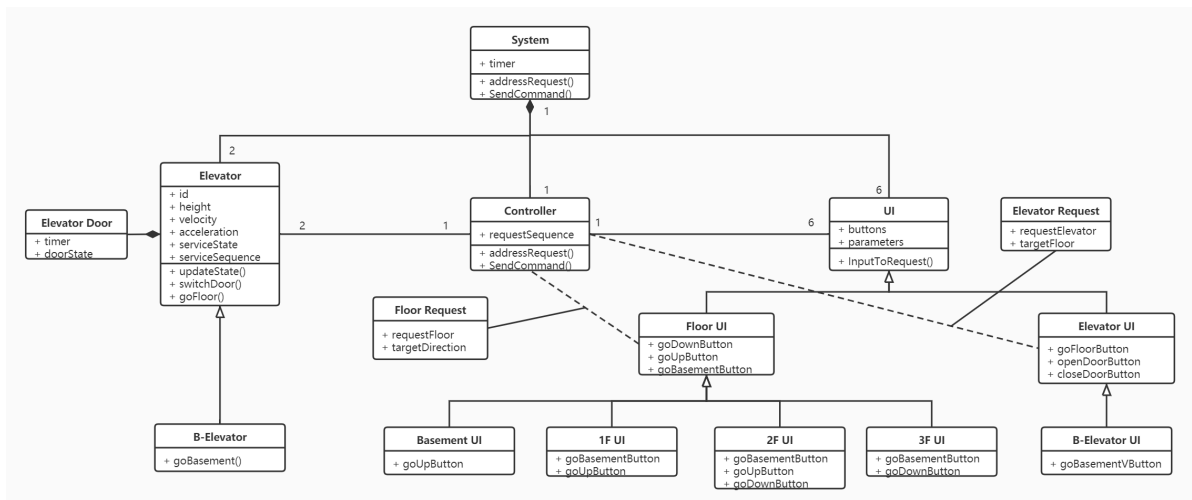 System
+ timer
+ addressRequest()
+ SendCommand()
1
2
1
6
Elevator
+ id
+ height
+ velocity
+ acceleration
+ serviceState
+ serviceSequence
+ updateState()
+ switchDoor()
+ goFloor()
Elevator Door
+ timer
+ doorState
2
1
Controller
+ requestSequence
+ addressRequest()
+ SendCommand()
1
6
UI
+ buttons
+ parameters
+ InputToRequest()
Elevator Request
+ requestElevator
+ targetFloor
Floor Request
+ requestFloor
+ targetDirection
Floor UI
+ goDownButton
+ goUpButton
+ goBasementButton
Elevator UI
+ goFloorButton
+ openDoorButton
+ closeDoorButton
B-Elevator
+ goBasement()
Basement UI
+ goUpButton
1F UI
+ goBasementButton
+ goUpButton
2F UI
+ goBasementButton
+ goUpButton
+ goDownButton
3F UI
+ goBasementButton
+ goDownButton
B-Elevator UI
+ goBasementVButton